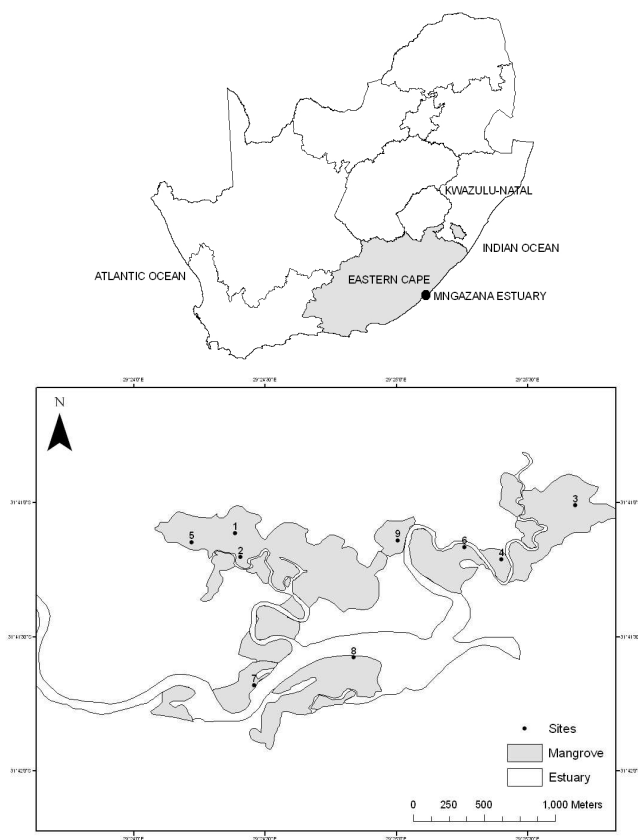 KWAZULU-NATAL
INDIAN OCEAN
ATLANTIC OCEAN
EASTERN CAPE
MNGAZANA ESTUARY
N
3
1
5
2
9
6
4
8
7
Sites
Mangrove
Estuary
0 250 500 1,000 Meters